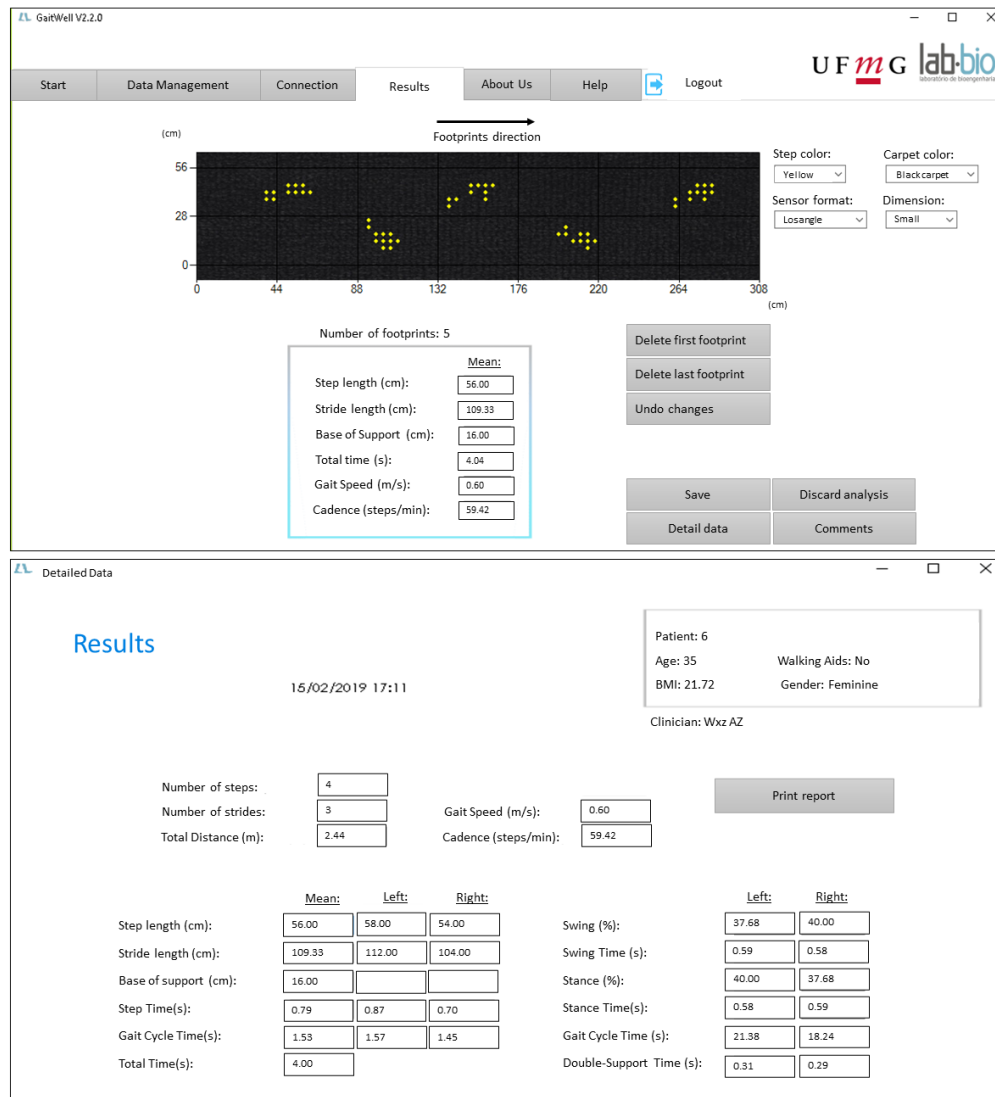 GaitWell V2.2.0
UFmG lab·bio
laboratório de bioengenharia
Start Data Management Connection Results About Us Help Logout
Footprints direction
(cm)
Step color: Carpet color:
Yellow Blackcarpet
Sensor format: Dimension:
Losangle Small
56
28
0
0 44 88 132 176 220 264 308
(cm)
Number of footprints: 5
Mean:
Step length (cm): 56.00
Stride length (cm): 109.33
Base of Support (cm): 16.00
Total time (s): 4.04
Gait Speed (m/s): 0.60
Cadence (steps/min): 59.42
Delete first footprint
Delete last footprint
Undo changes
Save Discard analysis
Detail data Comments
Detailed Data
Results
15/02/2019 17:11
Patient: 6
Age: 35 Walking Aids: No
BMI: 21.72 Gender: Feminine
Clinician: Wxz AZ
Number of steps: 4
Number of strides: 3 Gait Speed (m/s): 0.60
Total Distance (m): 2.44 Cadence (steps/min): 59.42
Print report
Mean: Left: Right:
Step length (cm): 56.00 58.00 54.00
Stride length (cm): 109.33 112.00 104.00
Base of support (cm): 16.00
Step Time(s): 0.79 0.87 0.70
Gait Cycle Time(s): 1.53 1.57 1.45
Total Time(s): 4.00
Left: Right:
Swing (%): 37.68 40.00
Swing Time (s): 0.59 0.58
Stance (%): 40.00 37.68
Stance Time(s): 0.58 0.59
Gait Cycle Time (s): 21.38 18.24
Double-Support Time (s): 0.31 0.29